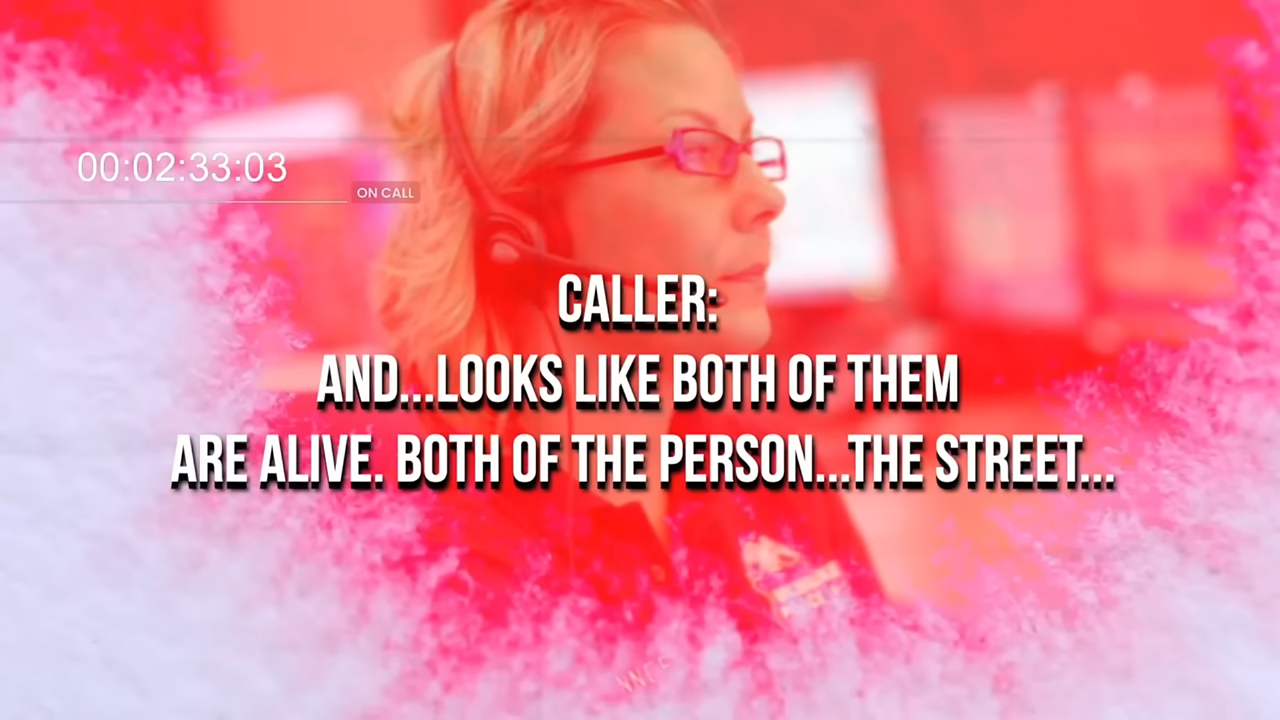 00:02:33:03
ON CALL
CALLER:
AND...LOOKS LIKE BOTH OF THEM
ARE ALIVE. BOTH OF THE PERSON...THE STREET...